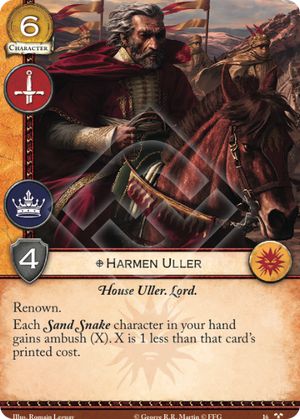 6
CHARACTER
4
HARMEN ULLER
House Uller. Lord.
Renown.
Each Sand Snake character in your hand
gains ambush (X). X is 1 less than that card's
printed cost.
Illus. Romain Leguay
© George R.R. Martin © FFG
16